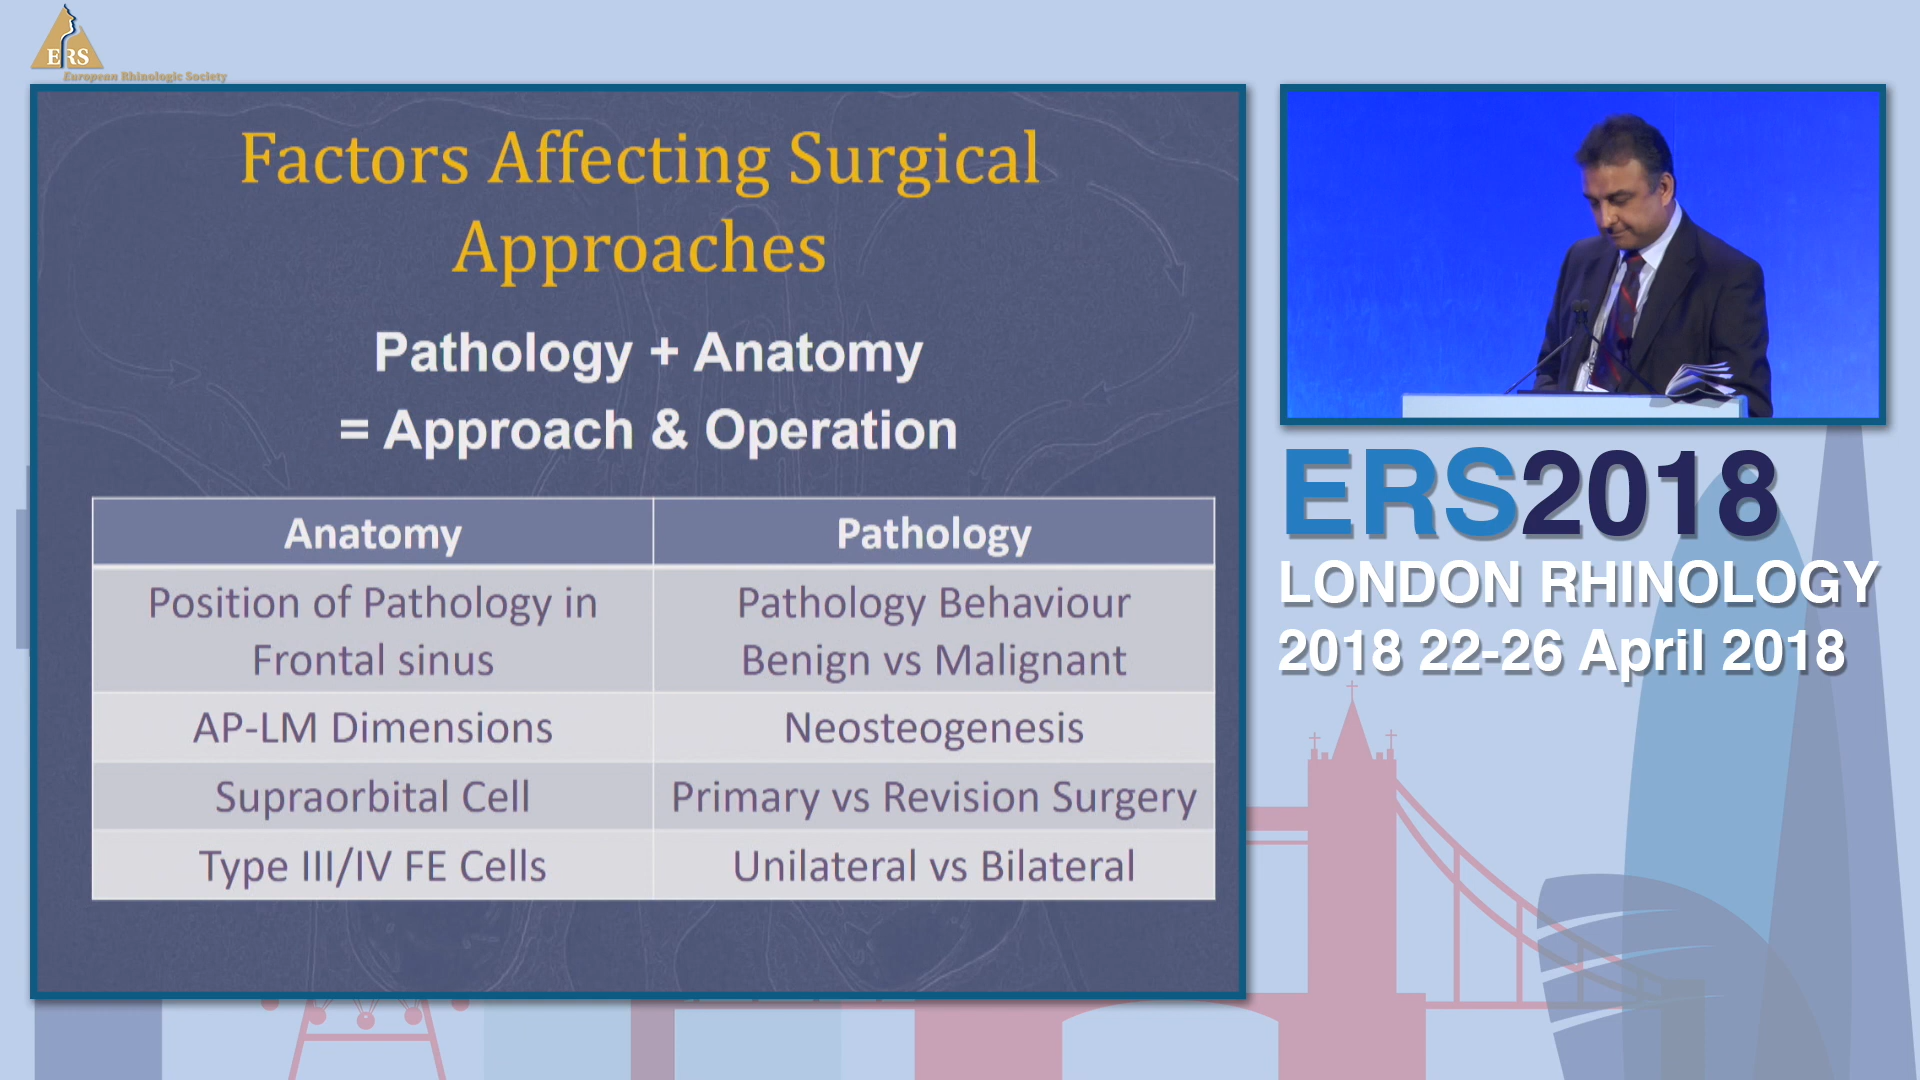 ERS
European Rhinologic Society
Factors Affecting Surgical
Approaches
Pathology + Anatomy
= Approach & Operation
Anatomy
Pathology
Position of Pathology in
Frontal sinus
Pathology Behaviour
Benign vs Malignant
AP-LM Dimensions
Neosteogenesis
Supraorbital Cell
Primary vs Revision Surgery
Type III/IV FE Cells
Unilateral vs Bilateral
ERS2018
LONDON RHINOLOGY
2018 22-26 April 2018